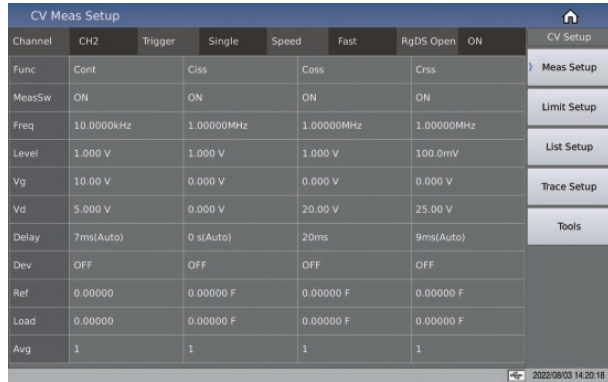 CV Meas Setup
Channel CH2 Trigger Single Speed Fast RgDS Open ON
Func Cont Ciss Coss Crss
MeasSw ON ON ON ON
Freq 10.0000kHz 1.00000MHz 1.00000MHz 1.00000MHz
Level 1.000 V 1.000 V 1.000 V 100.0mV
Vg 10.00 V 0.000 V 0.000 V 0.000 V
Vd 5.000 V 0.000 V 20.00 V 25.00 V
Delay 7ms(Auto) 0 s(Auto) 20ms 9ms(Auto)
Dev OFF OFF OFF OFF
Ref 0.00000 0.00000 F 0.00000 F 0.00000 F
Load 0.00000 0.00000 F 0.00000 F 0.00000 F
Avg 1 1 1 1
CV Setup
Meas Setup
Limit Setup
List Setup
Trace Setup
Tools
2022/08/03 14:20:18